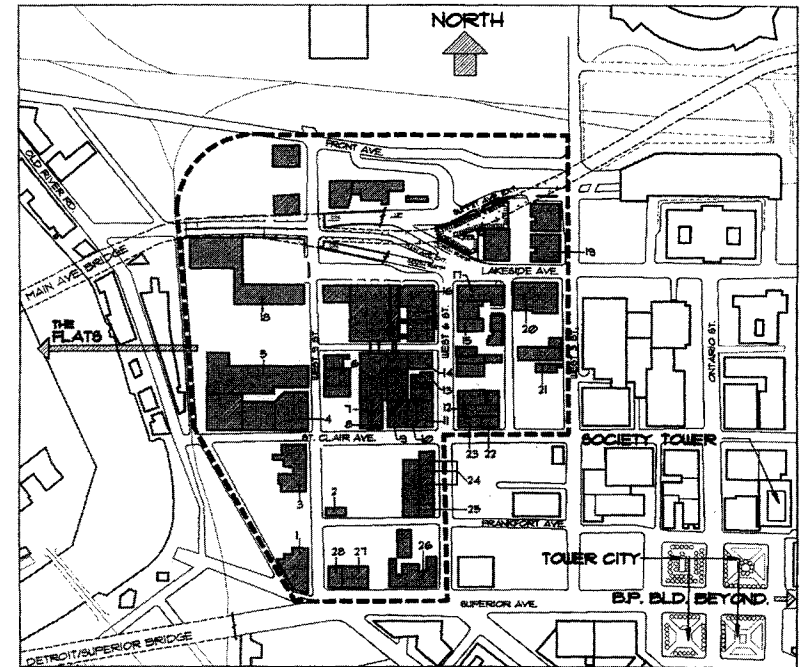 NORTH
FRONT AVE.
OLD RIVER RD.
MAIN AVE. BRIDGE
LAKESIDE AVE.
THE
FLATS
WEST 6 ST.
ONTARIO ST.
ST. CLAIR AVE.
SOCIETY TOWER
FRANKFORT AVE.
TOWER CITY
B.P. BLD. BEYOND.
SUPERIOR AVE.
DETROIT/SUPERIOR BRIDGE
19
17
16
18
20
15
5
21
6
14
13
7
12
4
8
11
9
10
23 22
24
3
2
25
1
28 27 26